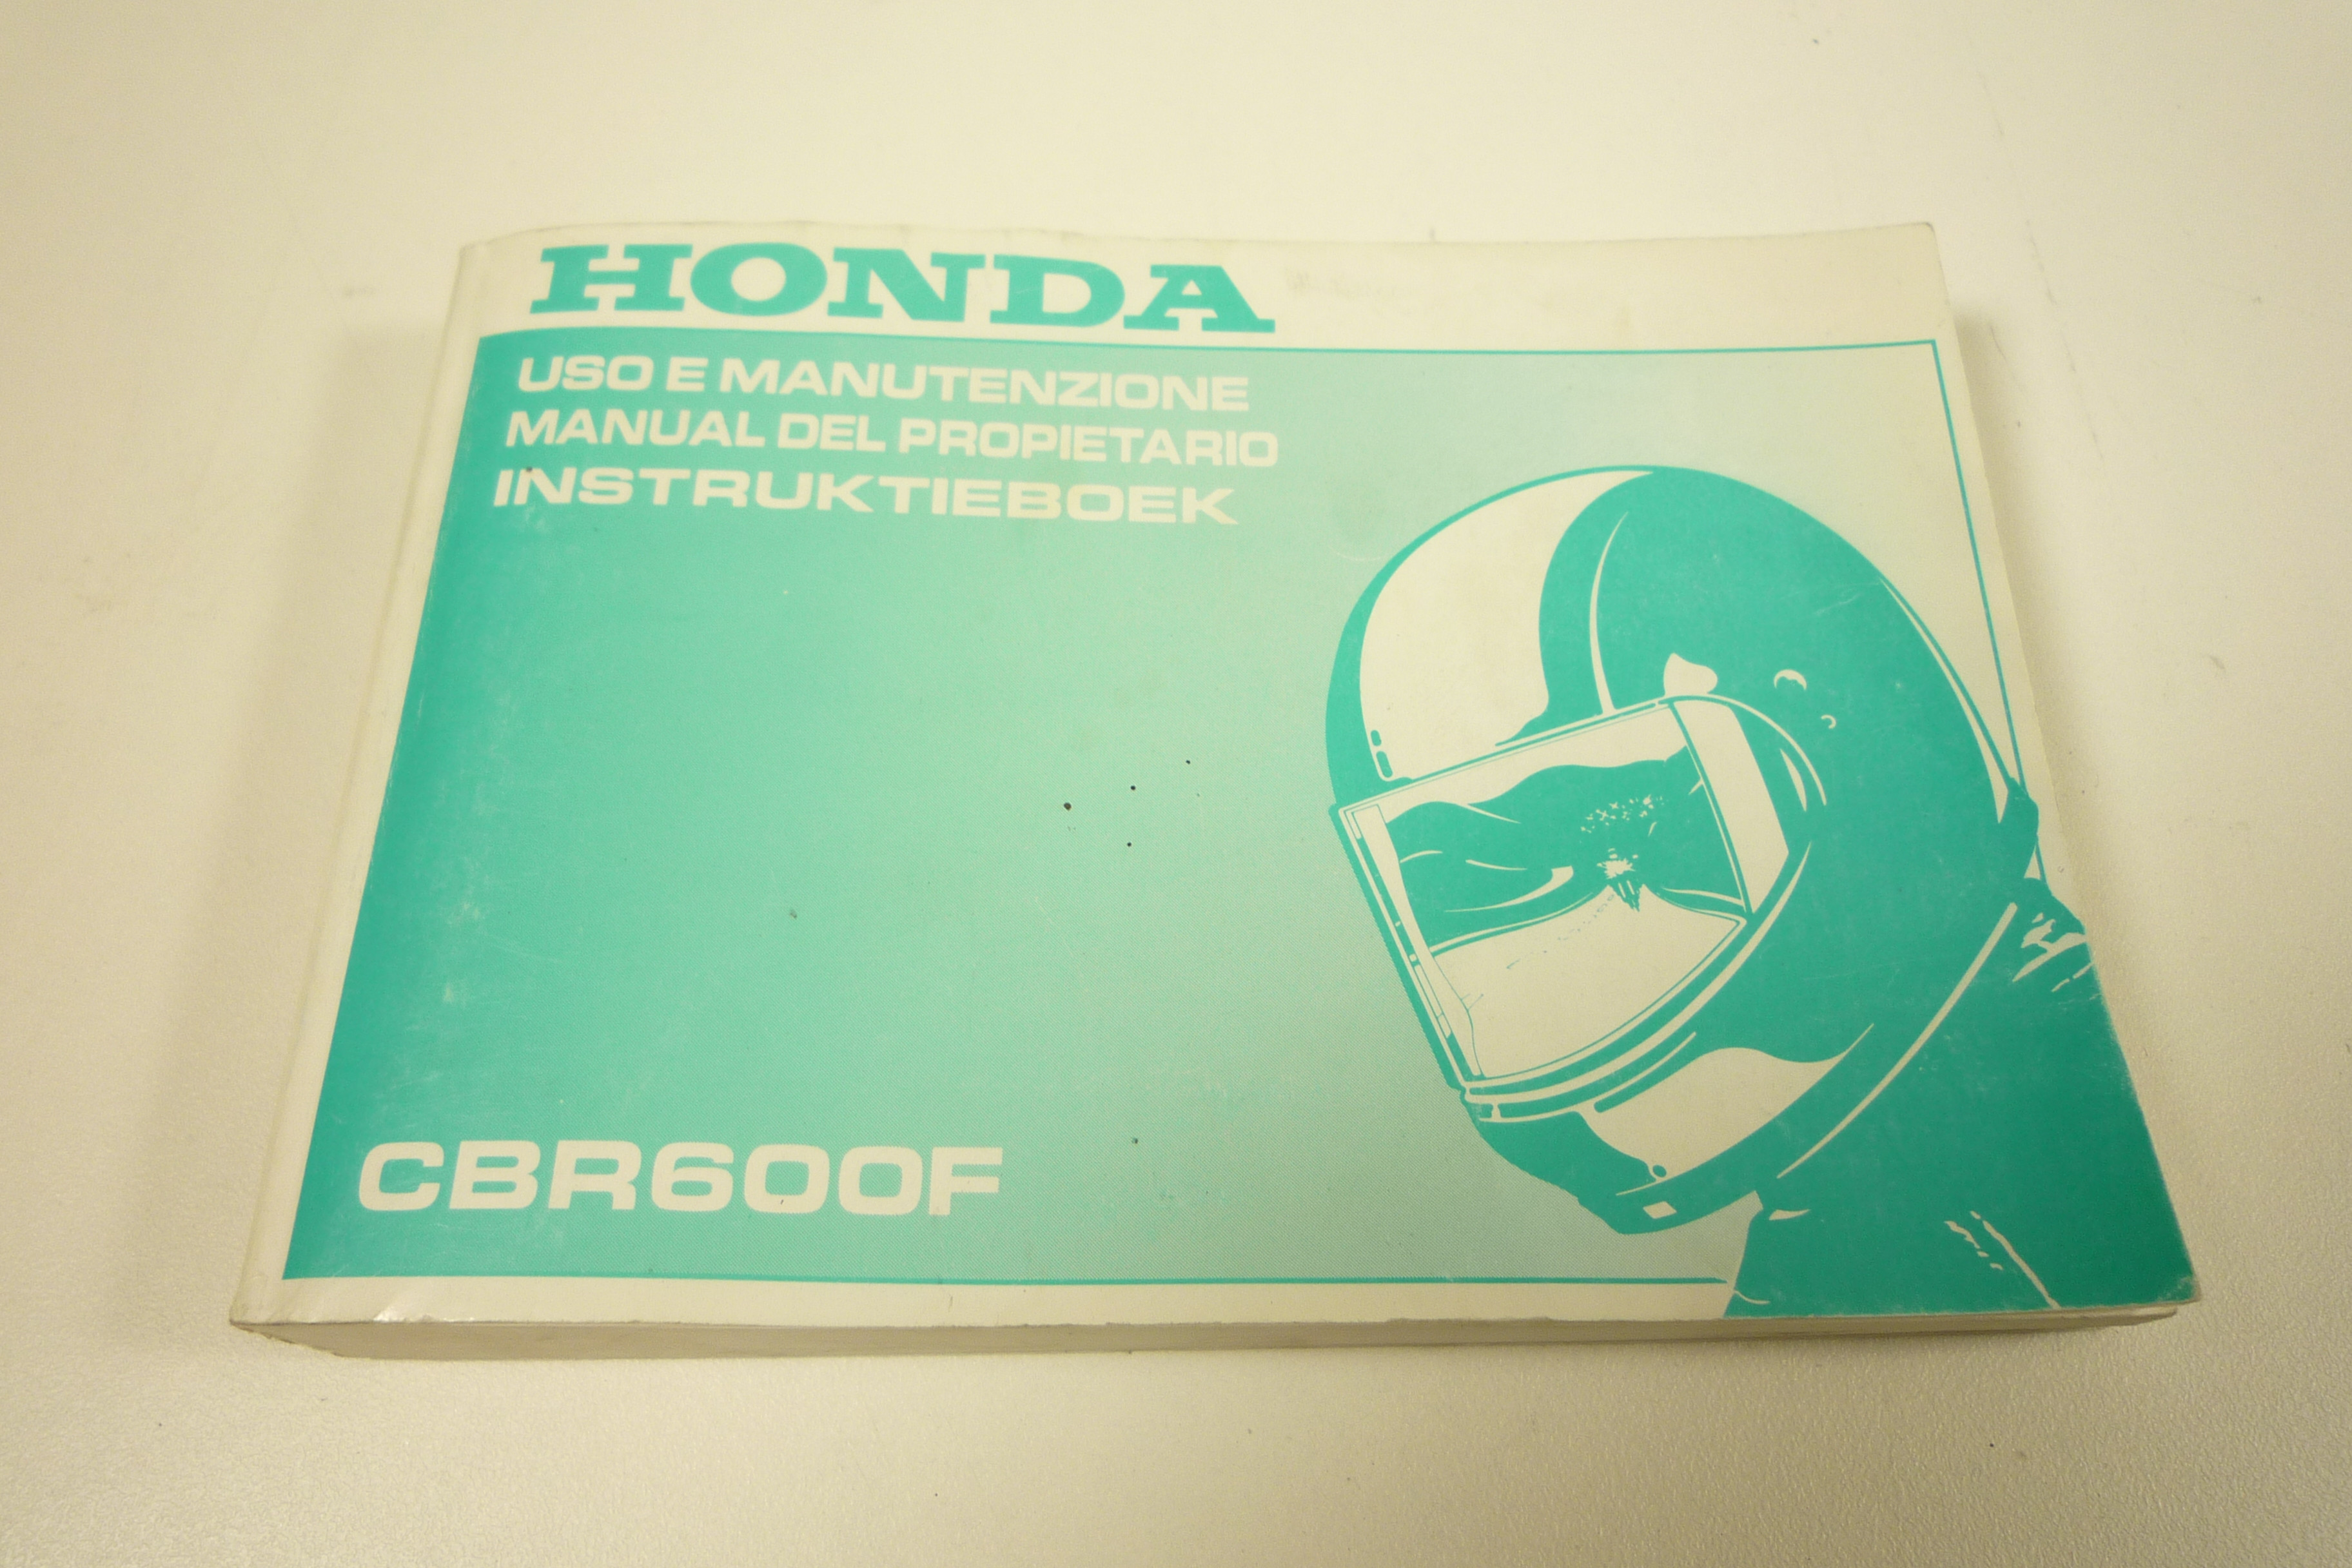 HONDA
USO E MANUTENZIONE
MANUAL DEL PROPIETARIO
INSTRUKTIEBOEK
CBR600F